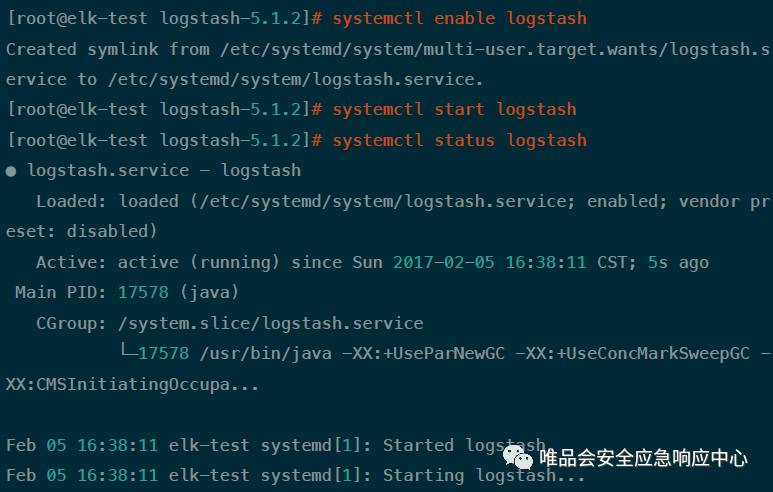 [root@elk-test logstash-5.1.2]# systemctl enable logstash
Created symlink from /etc/systemd/system/multi-user.target.wants/logstash.s
ervice to /etc/systemd/system/logstash.service.
[root@elk-test logstash-5.1.2]# systemctl start logstash
[root@elk-test logstash-5.1.2]# systemctl status logstash
● logstash.service - logstash
   Loaded: loaded (/etc/systemd/system/logstash.service; enabled; vendor pr
eset: disabled)
   Active: active (running) since Sun 2017-02-05 16:38:11 CST; 5s ago
 Main PID: 17578 (java)
   CGroup: /system.slice/logstash.service
           └─17578 /usr/bin/java -XX:+UseParNewGC -XX:+UseConcMarkSweepGC -
XX:CMSInitiatingOccupa...
Feb 05 16:38:11 elk-test systemd[1]: Started logstash
Feb 05 16:38:11 elk-test systemd[1]: Starting logstash...
唯品会安全应急响应中心